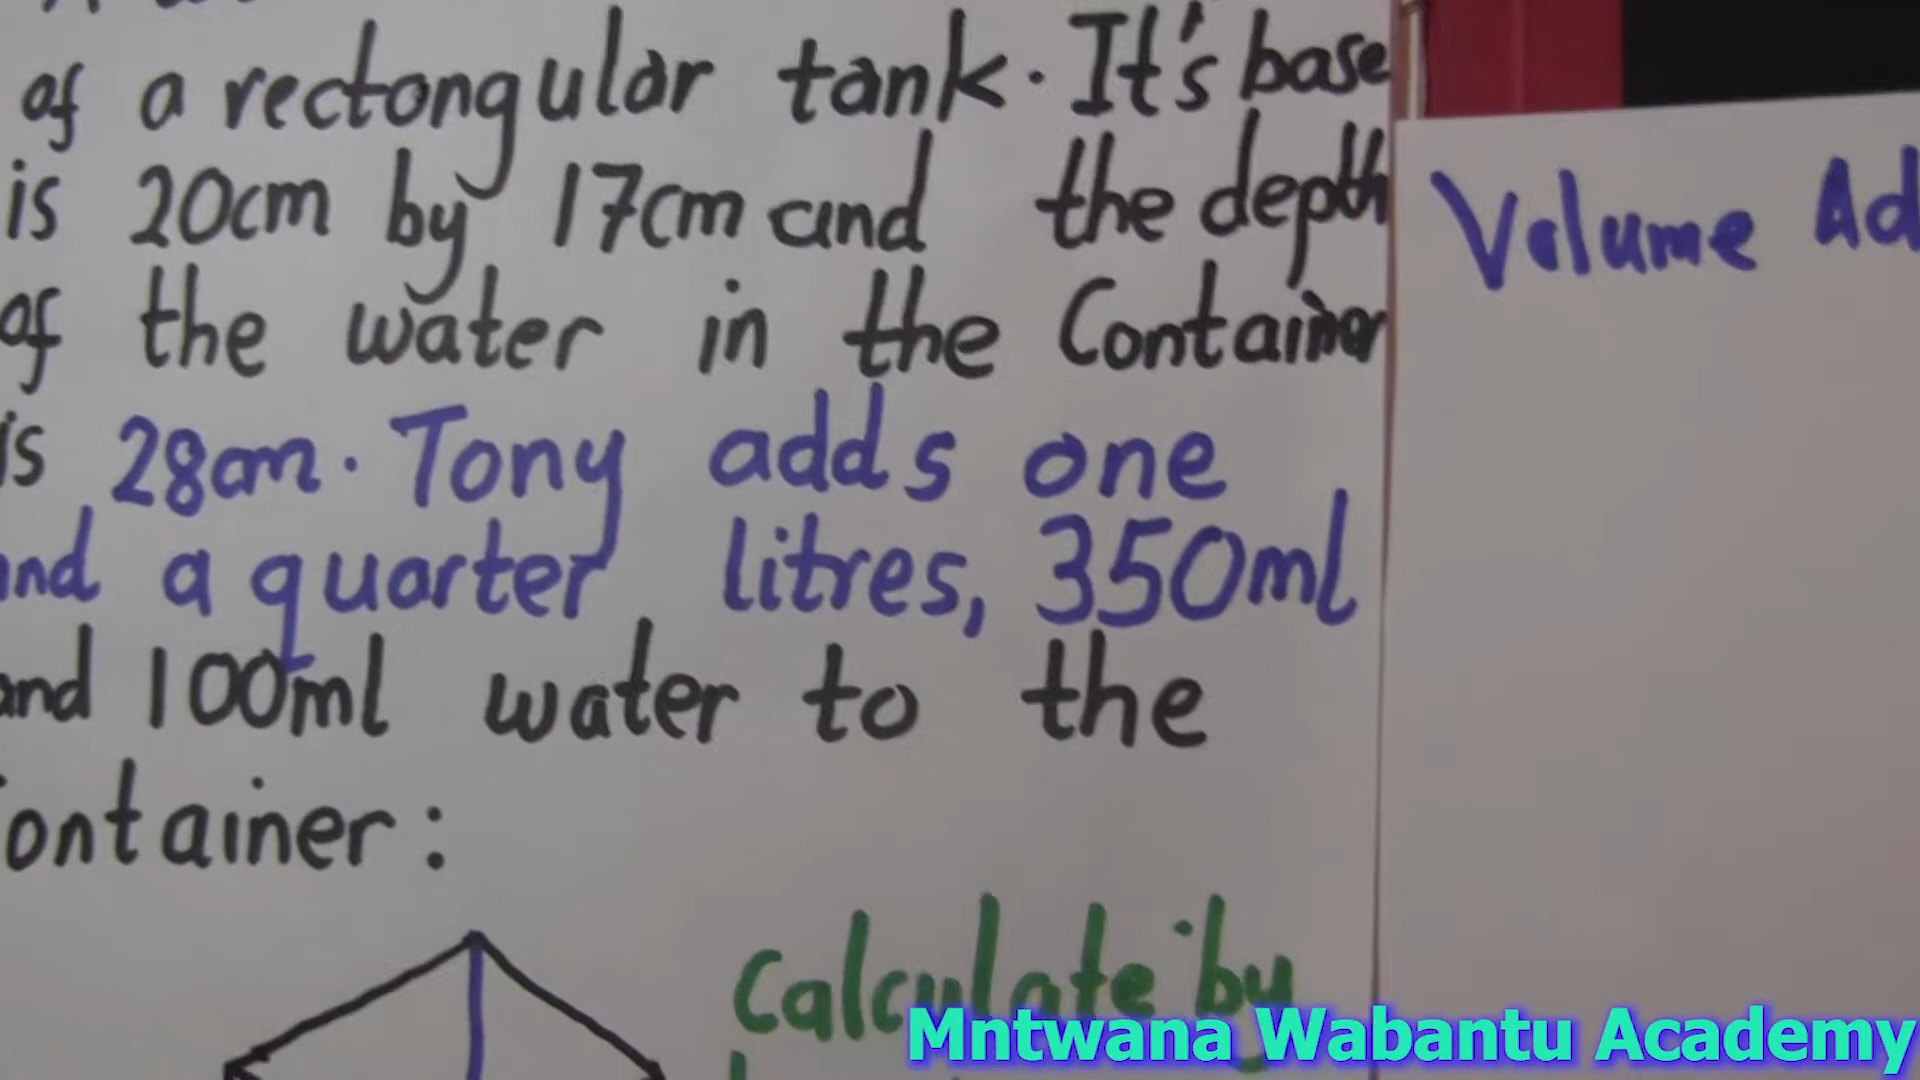 of a rectongular tank. It's base
is 20cm by 17cm and the depth
of the water in the Container
is 28cm. Tony adds one
and a quarter litres, 350ml
and 100ml water to the
Container:
Calculate by
Volume Ad
Mntwana Wabantu Academy